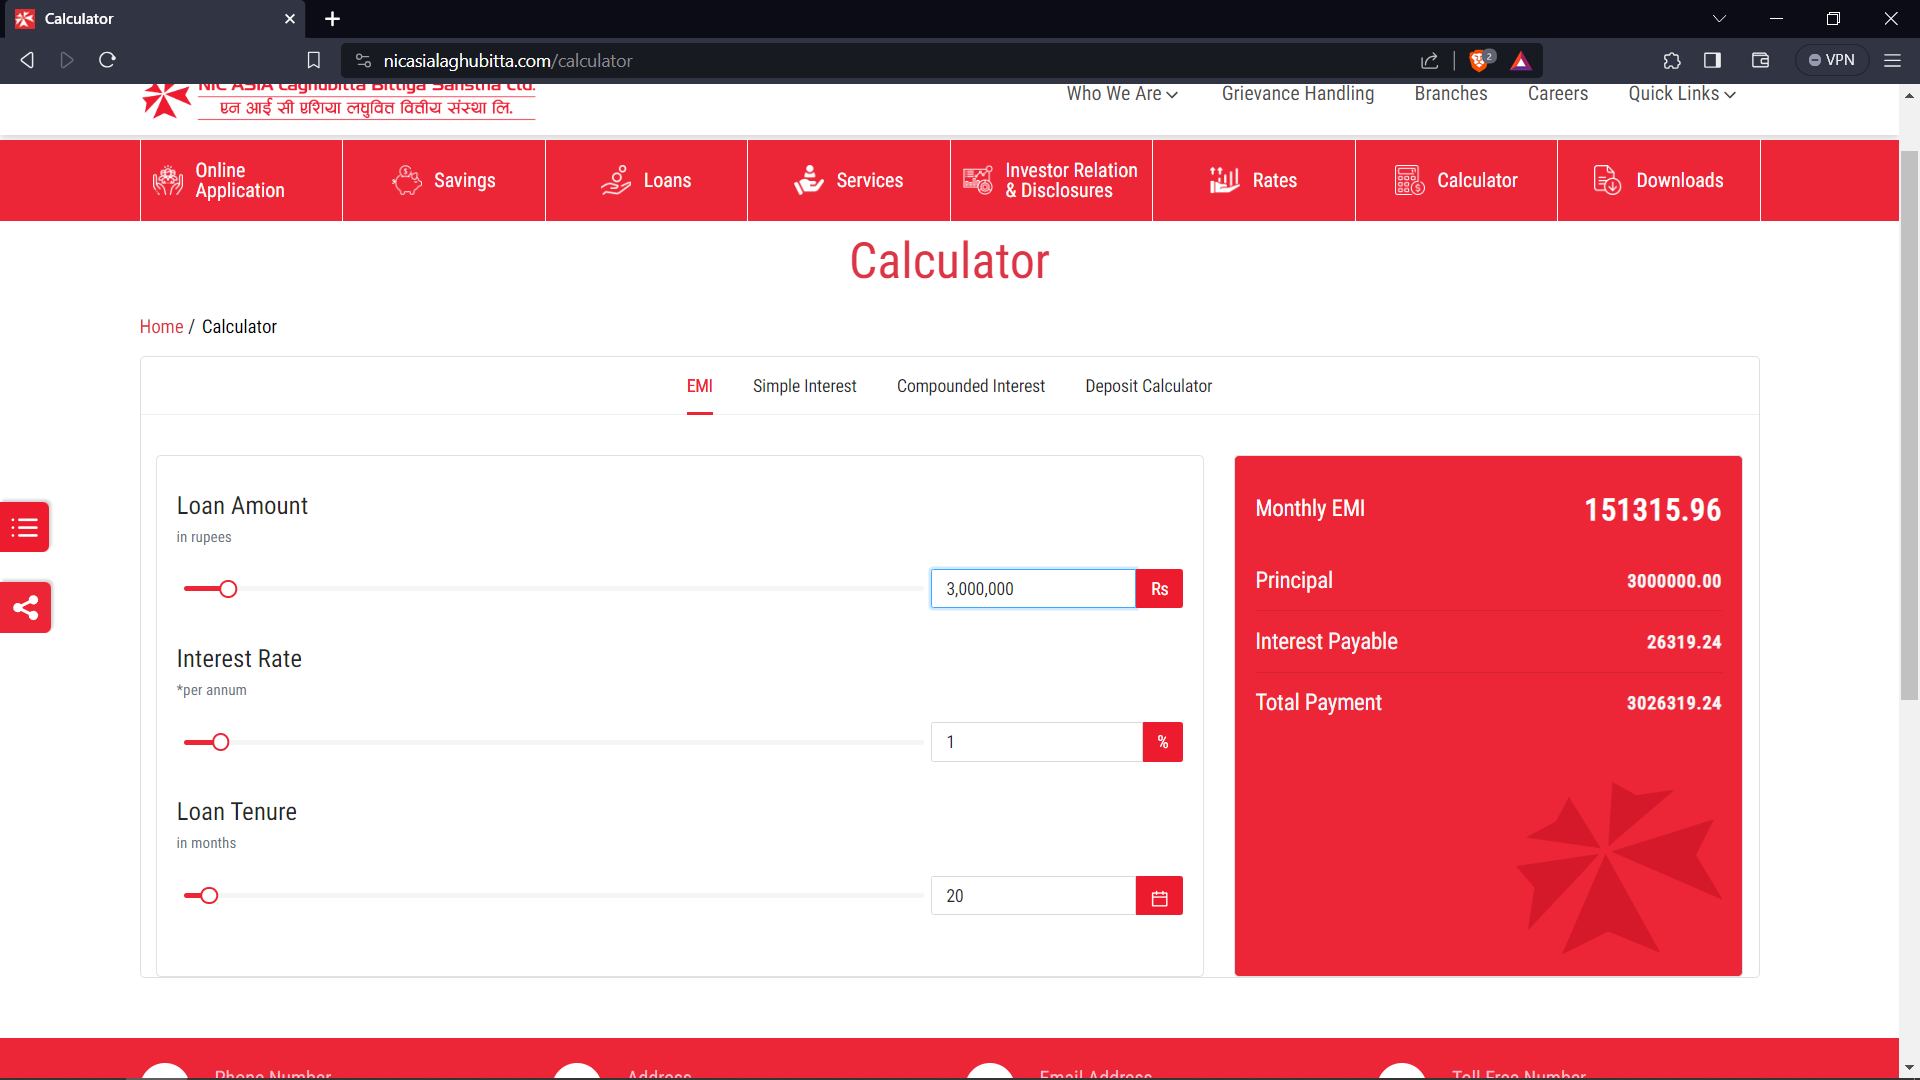 Calculator
nicasialaghubitta.com/calculator
2
VPN
NIC ASIA Laghubitta Bittiya Sanstha Ltd.
एन आई सी एशिया लघुवित्त वित्तीय संस्था लि.
Who We Are
Grievance Handling
Branches
Careers
Quick Links
Online Application
Savings
Loans
Services
Investor Relation & Disclosures
Rates
Calculator
Downloads
Calculator
Home / Calculator
EMI
Simple Interest
Compounded Interest
Deposit Calculator
Loan Amount
in rupees
3,000,000 Rs
Interest Rate
*per annum
1 %
Loan Tenure
in months
20
Monthly EMI 151315.96
Principal 3000000.00
Interest Payable 26319.24
Total Payment 3026319.24
Phone Number
Address
Email Address
Toll Free Number